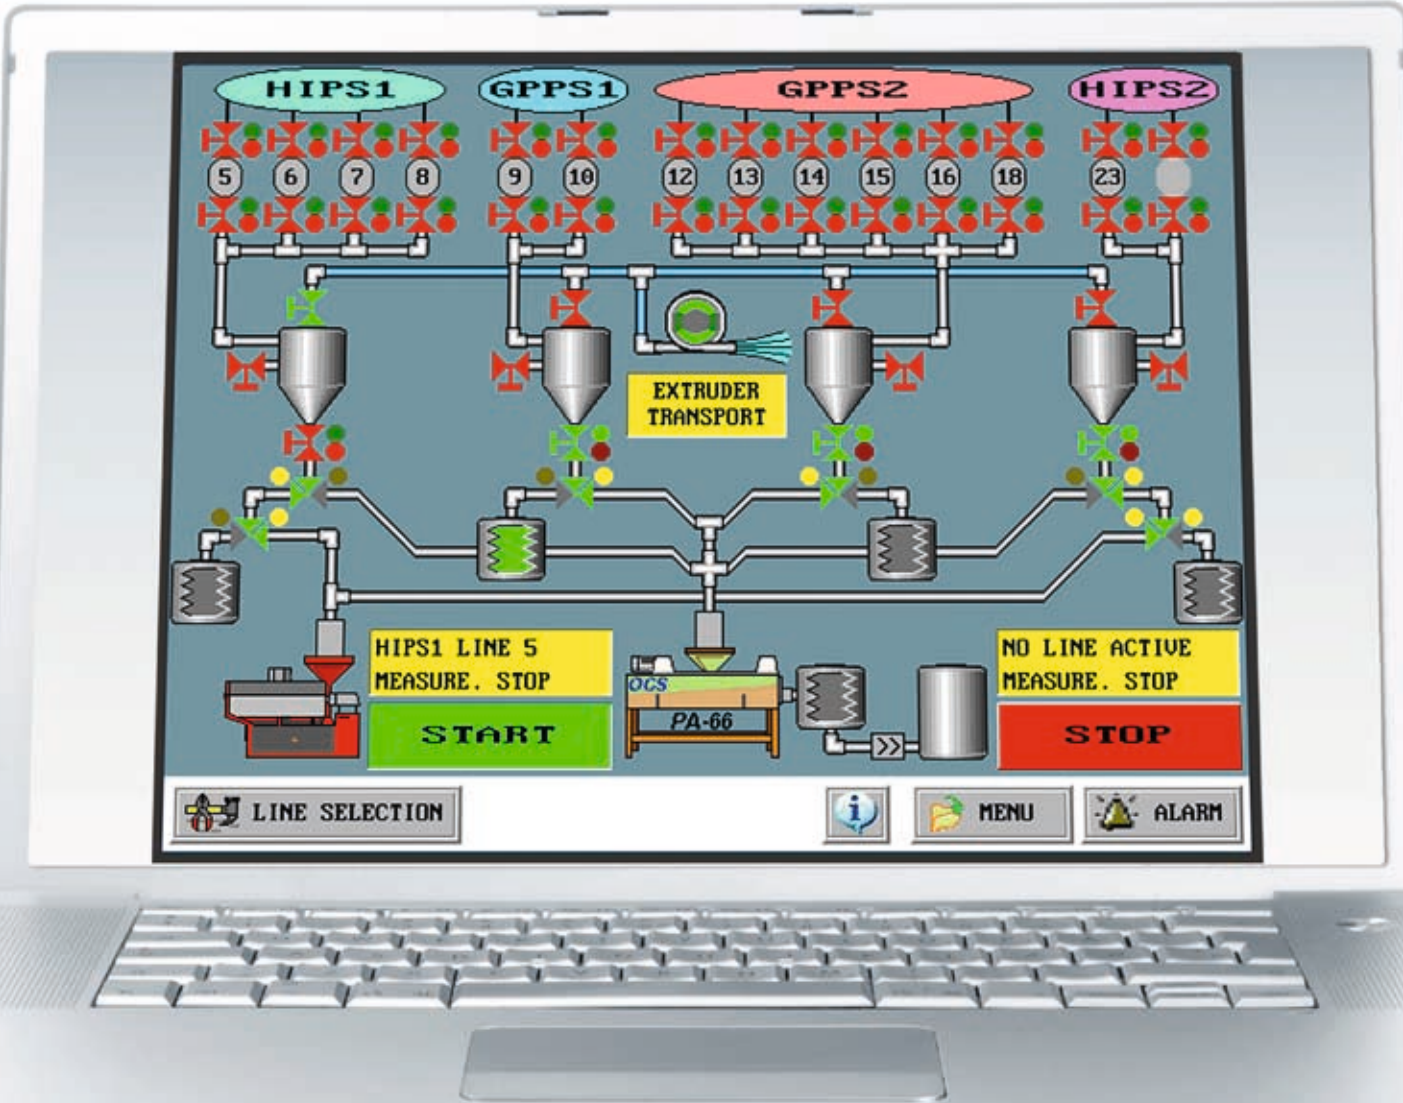 HIPS1
GPPS1
GPPS2
HIPS2
5
6
7
8
9
10
12
13
14
15
16
18
23
EXTRUDER
TRANSPORT
HIPS1 LINE 5
MEASURE. STOP
START
OCS
PA-66
NO LINE ACTIVE
MEASURE. STOP
STOP
LINE SELECTION
i
MENU
ALARM